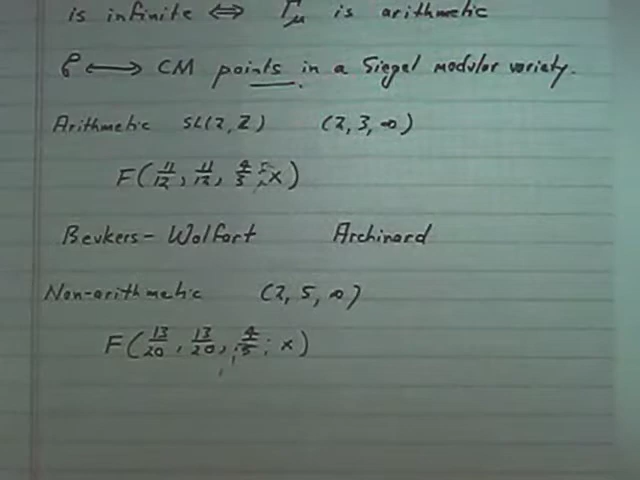 is infinite ⟺ Γμ is arithmetic
⟷ CM points in a Siegel modular variety.
Arithmetic SL(2, Z) (2, 3, ∞)
F(11/12, 11/12, 4/3; x)
Beukers - Wolfart Archinard
Non-arithmetic (2, 5, ∞)
F(13/20, 13/20, 4/5; x)